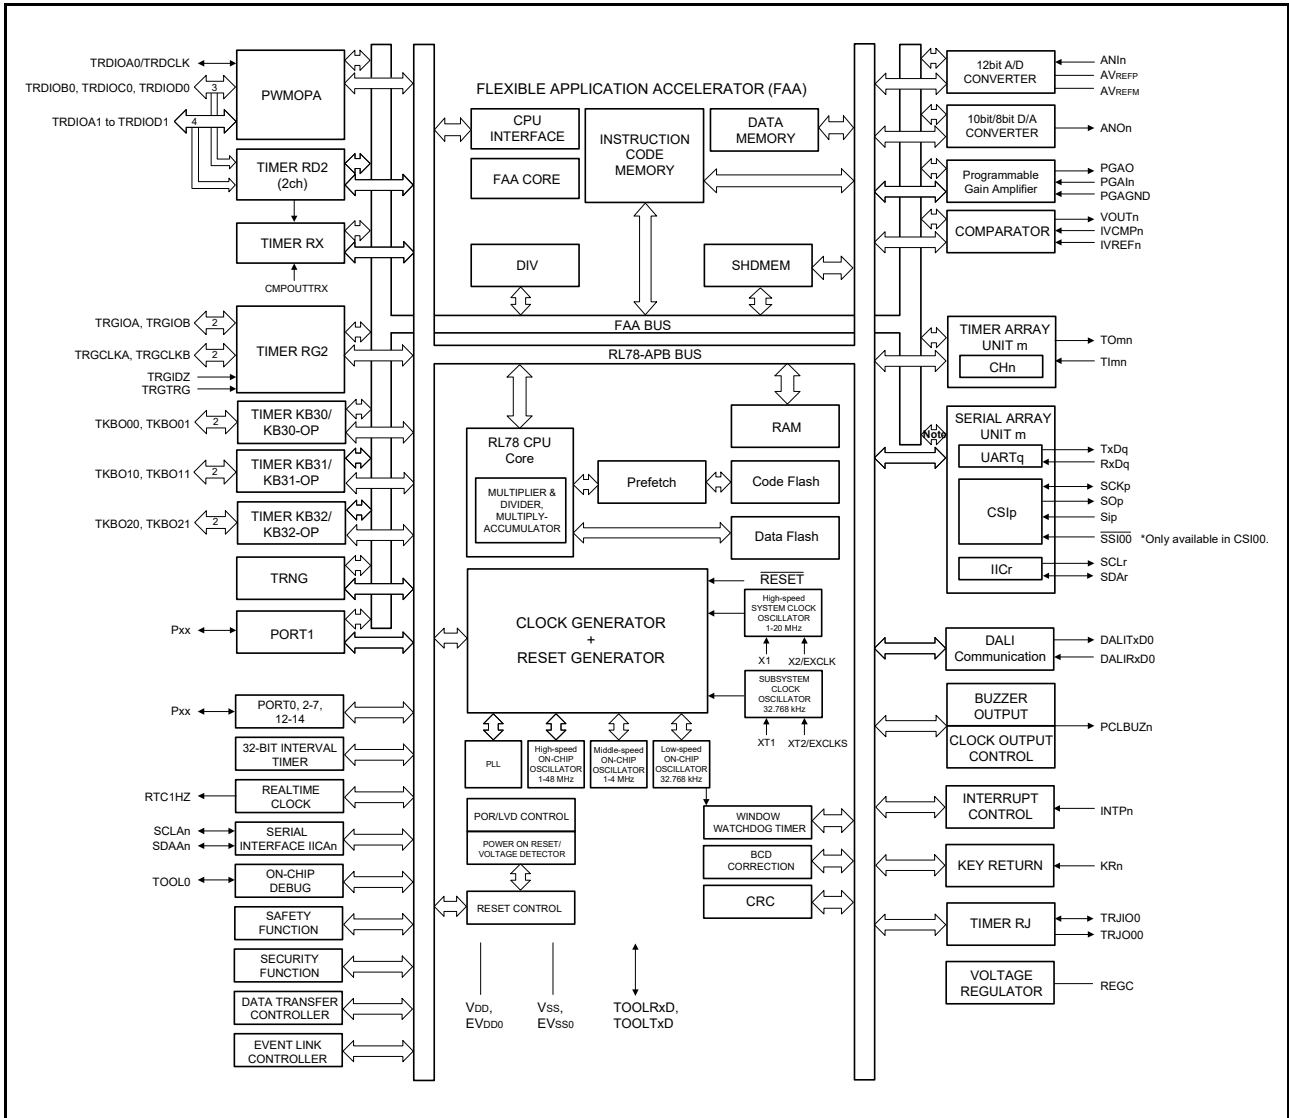 TRDIOA0/TRDCLK
TRDIOB0, TRDIOC0, TRDIOD0
3
TRDIOA1 to TRDIOD1
4
PWMOPA
TIMER RD2
(2ch)
TIMER RX
CMPOUTTRX
TRGIOA, TRGIOB
2
TRGCLKA, TRGCLKB
2
TRGIDZ
TRGTRG
TIMER RG2
TKBO00, TKBO01
2
TIMER KB30/
KB30-OP
TKBO10, TKBO11
2
TIMER KB31/
KB31-OP
TKBO20, TKBO21
2
TIMER KB32/
KB32-OP
TRNG
Pxx
PORT1
Pxx
PORT0, 2-7,
12-14
32-BIT INTERVAL
TIMER
RTC1HZ
REALTIME
CLOCK
SCLAn
SDAAn
SERIAL
INTERFACE IICAn
TOOL0
ON-CHIP
DEBUG
SAFETY
FUNCTION
SECURITY
FUNCTION
DATA TRANSFER
CONTROLLER
EVENT LINK
CONTROLLER
FLEXIBLE APPLICATION ACCELERATOR (FAA)
CPU
INTERFACE
FAA CORE
INSTRUCTION
CODE
MEMORY
DATA
MEMORY
DIV
SHDMEM
FAA BUS
RL78-APB BUS
RL78 CPU
Core
MULTIPLIER &
DIVIDER,
MULTIPLY-
ACCUMULATOR
RAM
Prefetch
Code Flash
Data Flash
CLOCK GENERATOR
+
RESET GENERATOR
RESET
High-speed
SYSTEM CLOCK
OSCILLATOR
1-20 MHz
X1
X2/EXCLK
SUBSYSTEM
CLOCK
OSCILLATOR
32.768 kHz
XT1
XT2/EXCLKS
PLL
High-speed
ON-CHIP
OSCILLATOR
1-48 MHz
Middle-speed
ON-CHIP
OSCILLATOR
1-4 MHz
Low-speed
ON-CHIP
OSCILLATOR
32.768 kHz
POR/LVD CONTROL
POWER ON RESET/
VOLTAGE DETECTOR
RESET CONTROL
WINDOW
WATCHDOG TIMER
BCD
CORRECTION
CRC
VDD,
EVDD0
VSS,
EVSS0
TOOLRxD,
TOOLTxD
12bit A/D
CONVERTER
ANIn
AVREFP
AVREFM
10bit/8bit D/A
CONVERTER
ANOn
Programmable
Gain Amplifier
PGAO
PGAIn
PGAGND
COMPARATOR
VOUTn
IVCMPn
IVREFn
TIMER ARRAY
UNIT m
CHn
TOmn
TImn
Note
SERIAL ARRAY
UNIT m
UARTq
TxDq
RxDq
CSIp
SCKp
SOp
Sip
SSI00 *Only available in CSI00.
IICr
SCLr
SDAr
DALI
Communication
DALITxD0
DALIRxD0
BUZZER
OUTPUT
CLOCK OUTPUT
CONTROL
PCLBUZn
INTERRUPT
CONTROL
INTPn
KEY RETURN
KRn
TIMER RJ
TRJIO0
TRJO00
VOLTAGE
REGULATOR
REGC